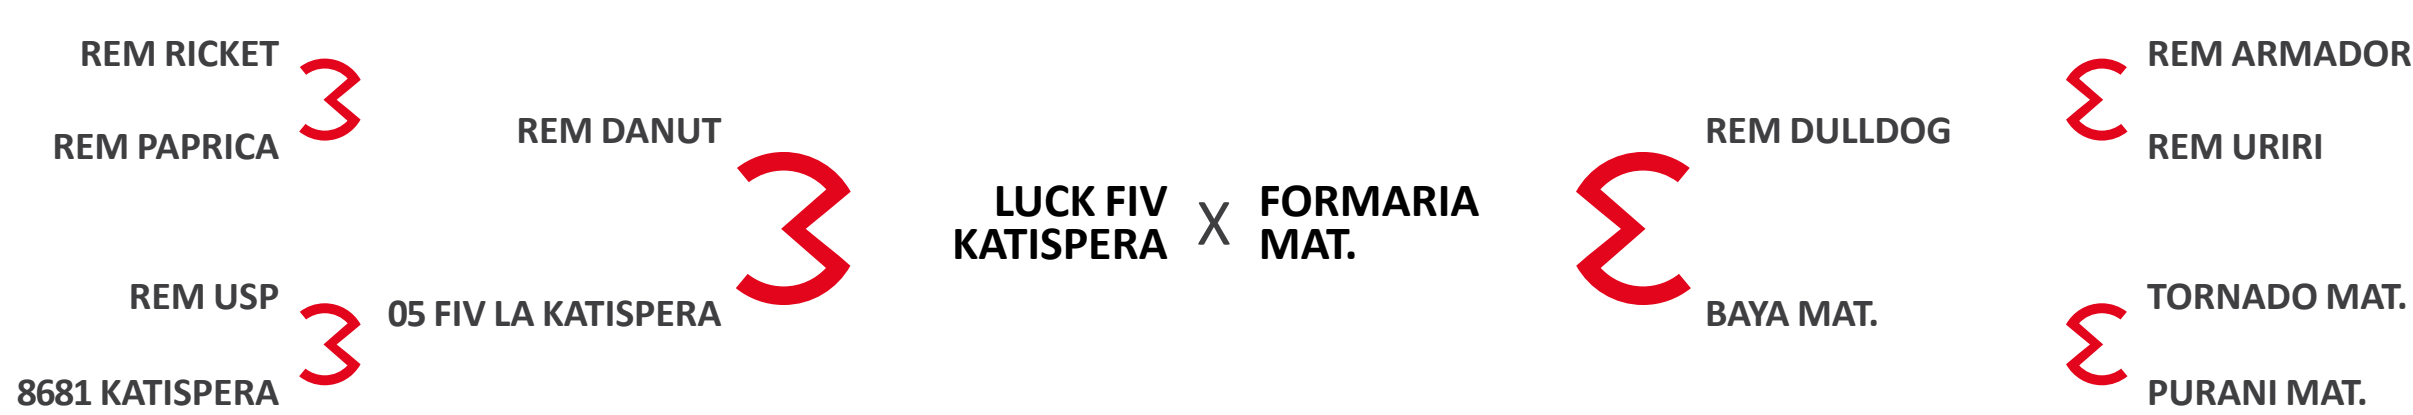 REM RICKET
REM PAPRICA
REM USP
8681 KATISPERA
REM DANUT
05 FIV LA KATISPERA
LUCK FIV
KATISPERA
X
FORMARIA
MAT.
REM DULLDOG
BAYA MAT.
REM ARMADOR
REM URIRI
TORNADO MAT.
PURANI MAT.